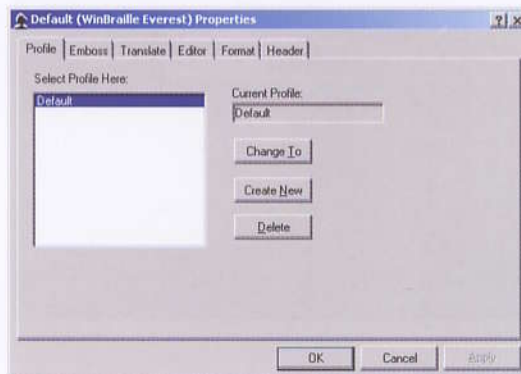 Default (WinBraille Everest) Properties
Profile
Emboss
Translate
Editor
Format
Header
Select Profile Here:
Default
Current Profile:
Default
Change To
Create New
Delete
OK
Cancel
Apply